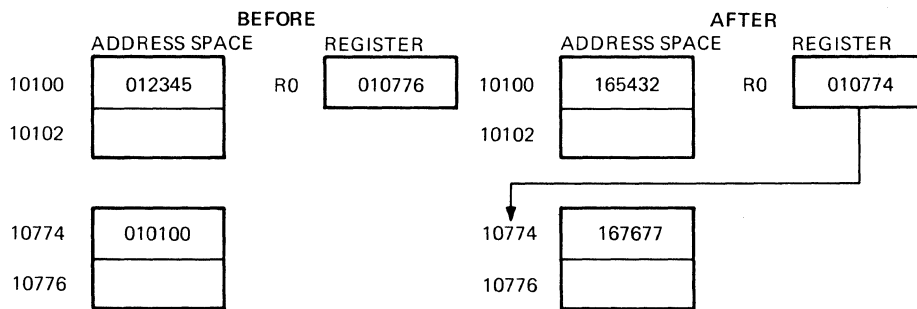 BEFORE AFTER
ADDRESS SPACE REGISTER ADDRESS SPACE REGISTER
10100 012345 R0 010776 10100 165432 R0 010774
10102 10102
10774 010100 10774 167677
10776 10776